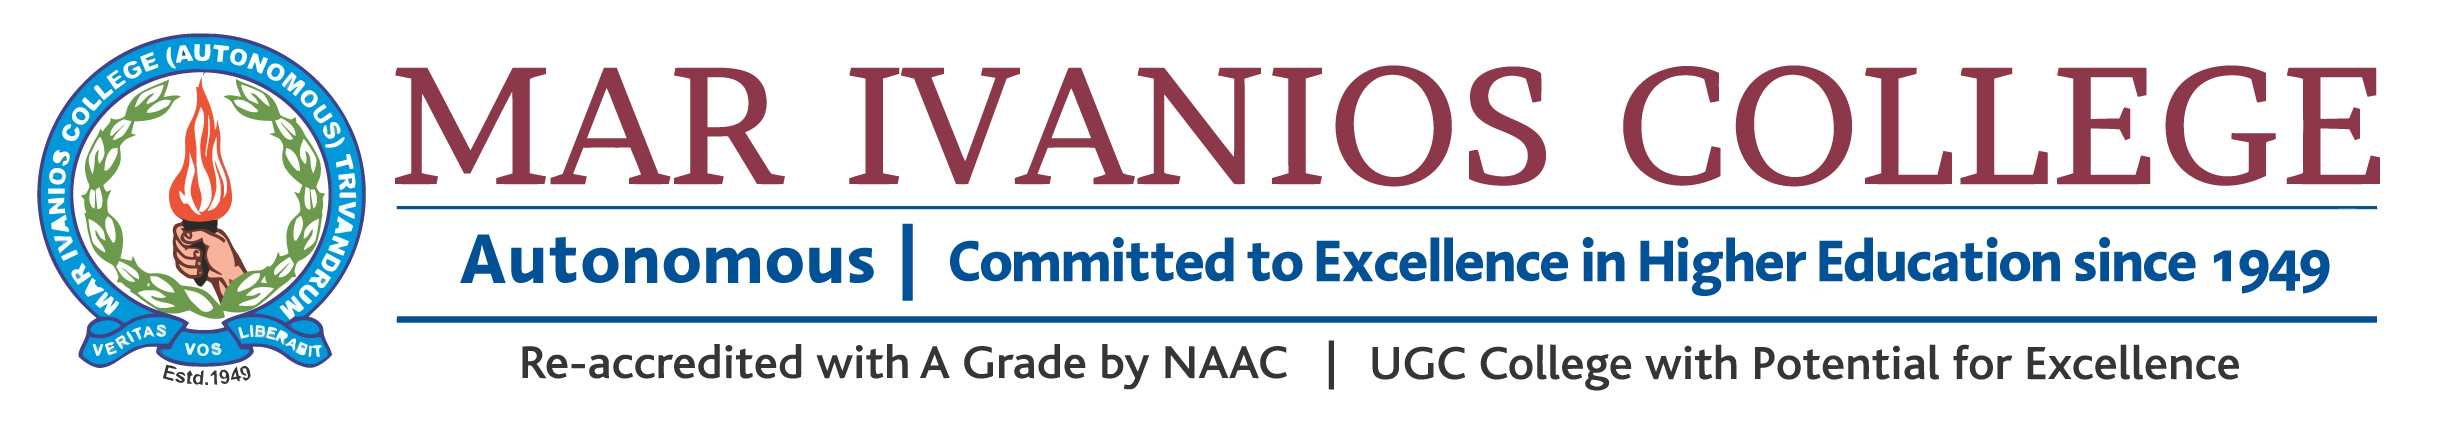 MAR IVANIOS COLLEGE (AUTONOMOUS) TRIVANDRUM
VERITAS VOS LIBERABIT
Estd.1949
MAR IVANIOS COLLEGE
Autonomous | Committed to Excellence in Higher Education since 1949
Re-accredited with A Grade by NAAC | UGC College with Potential for Excellence